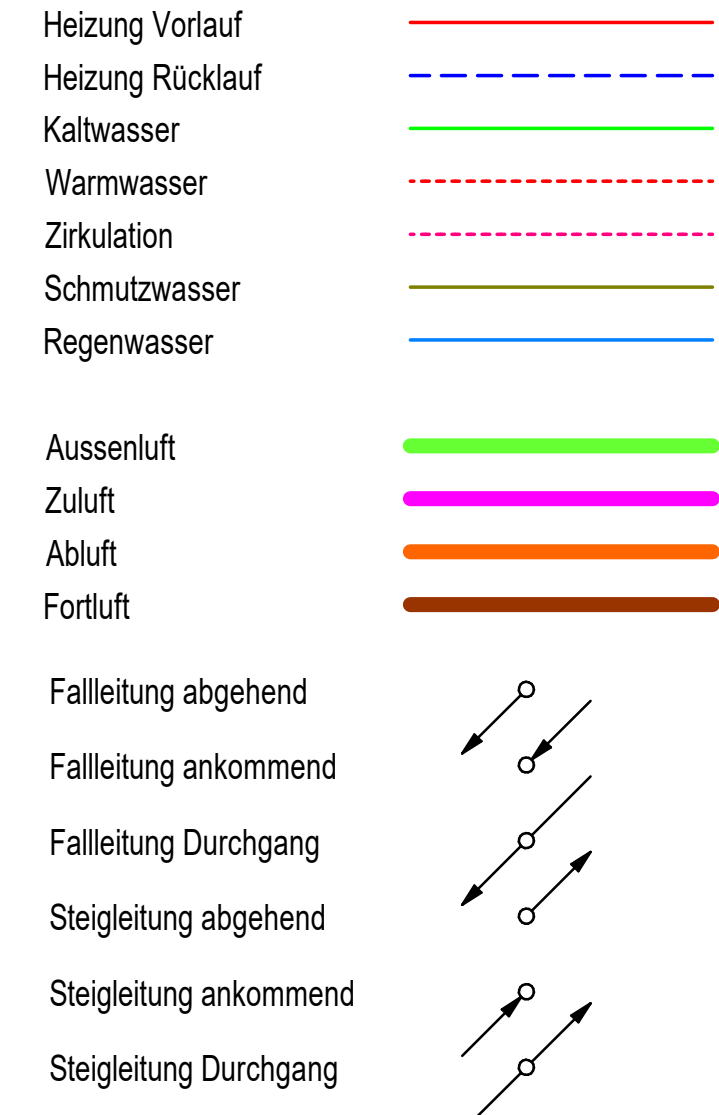 Heizung Vorlauf
Heizung Rücklauf
Kaltwasser
Warmwasser
Zirkulation
Schmutzwasser
Regenwasser
Aussenluft
Zuluft
Abluft
Fortluft
Fallleitung abgehend
Fallleitung ankommend
Fallleitung Durchgang
Steigleitung abgehend
Steigleitung ankommend
Steigleitung Durchgang